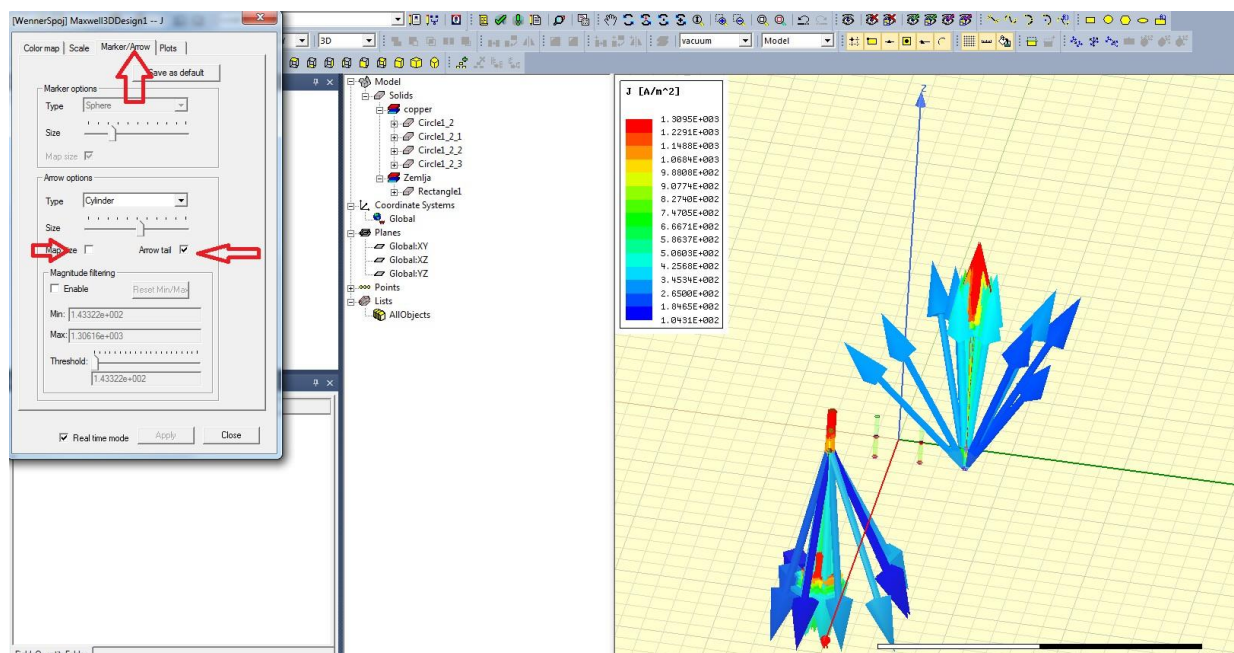 [WennerSpoj] Maxwell3DDesign1 -- J
Color map Scale Marker/Arrow Plots
Save as default
Marker options
Type Sphere
Size
Map size
Arrow options
Type Cylinder
Size
Map size Arrow tail
Magnitude filtering
Enable Reset Min/Max
Min: 1.43322e+002
Max: 1.30616e+003
Threshold:
1.43322e+002
Real time mode Apply Close
3D vacuum Model
Model
Solids
copper
Circle1_2
Circle1_2_1
Circle1_2_2
Circle1_2_3
Zemlja
Rectangle1
Coordinate Systems
Global
Planes
Global:XY
Global:XZ
Global:YZ
Points
Lists
AllObjects
J [A/m^2]
1.3095E+003
1.2291E+003
1.1488E+003
1.0684E+003
9.8808E+002
9.0774E+002
8.2740E+002
7.4705E+002
6.6671E+002
5.8637E+002
5.0603E+002
4.2568E+002
3.4534E+002
2.6500E+002
1.8465E+002
1.0431E+002
Z